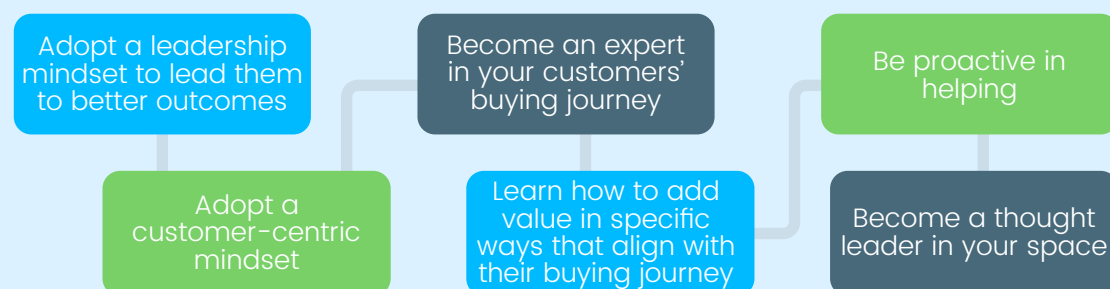 Adopt a leadership
mindset to lead them
to better outcomes
Adopt a
customer-centric
mindset
Become an expert
in your customers’
buying journey
Learn how to add
value in specific
ways that align with
their buying journey
Be proactive in
helping
Become a thought
leader in your space